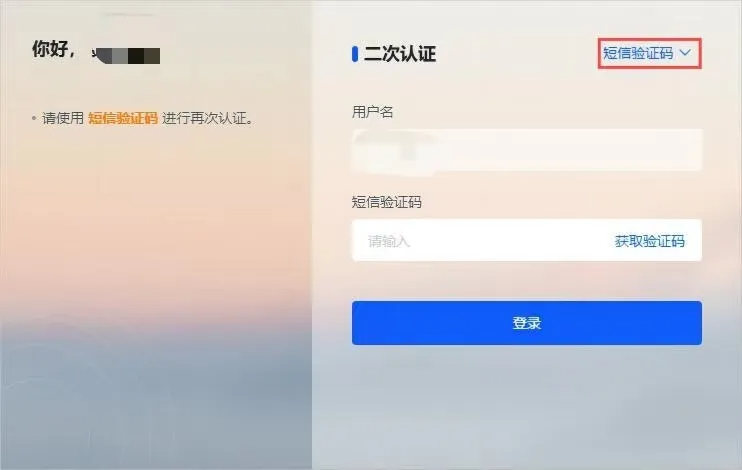 你好，
请使用 短信验证码 进行再次认证。
二次认证
短信验证码
用户名
短信验证码
请输入
获取验证码
登录